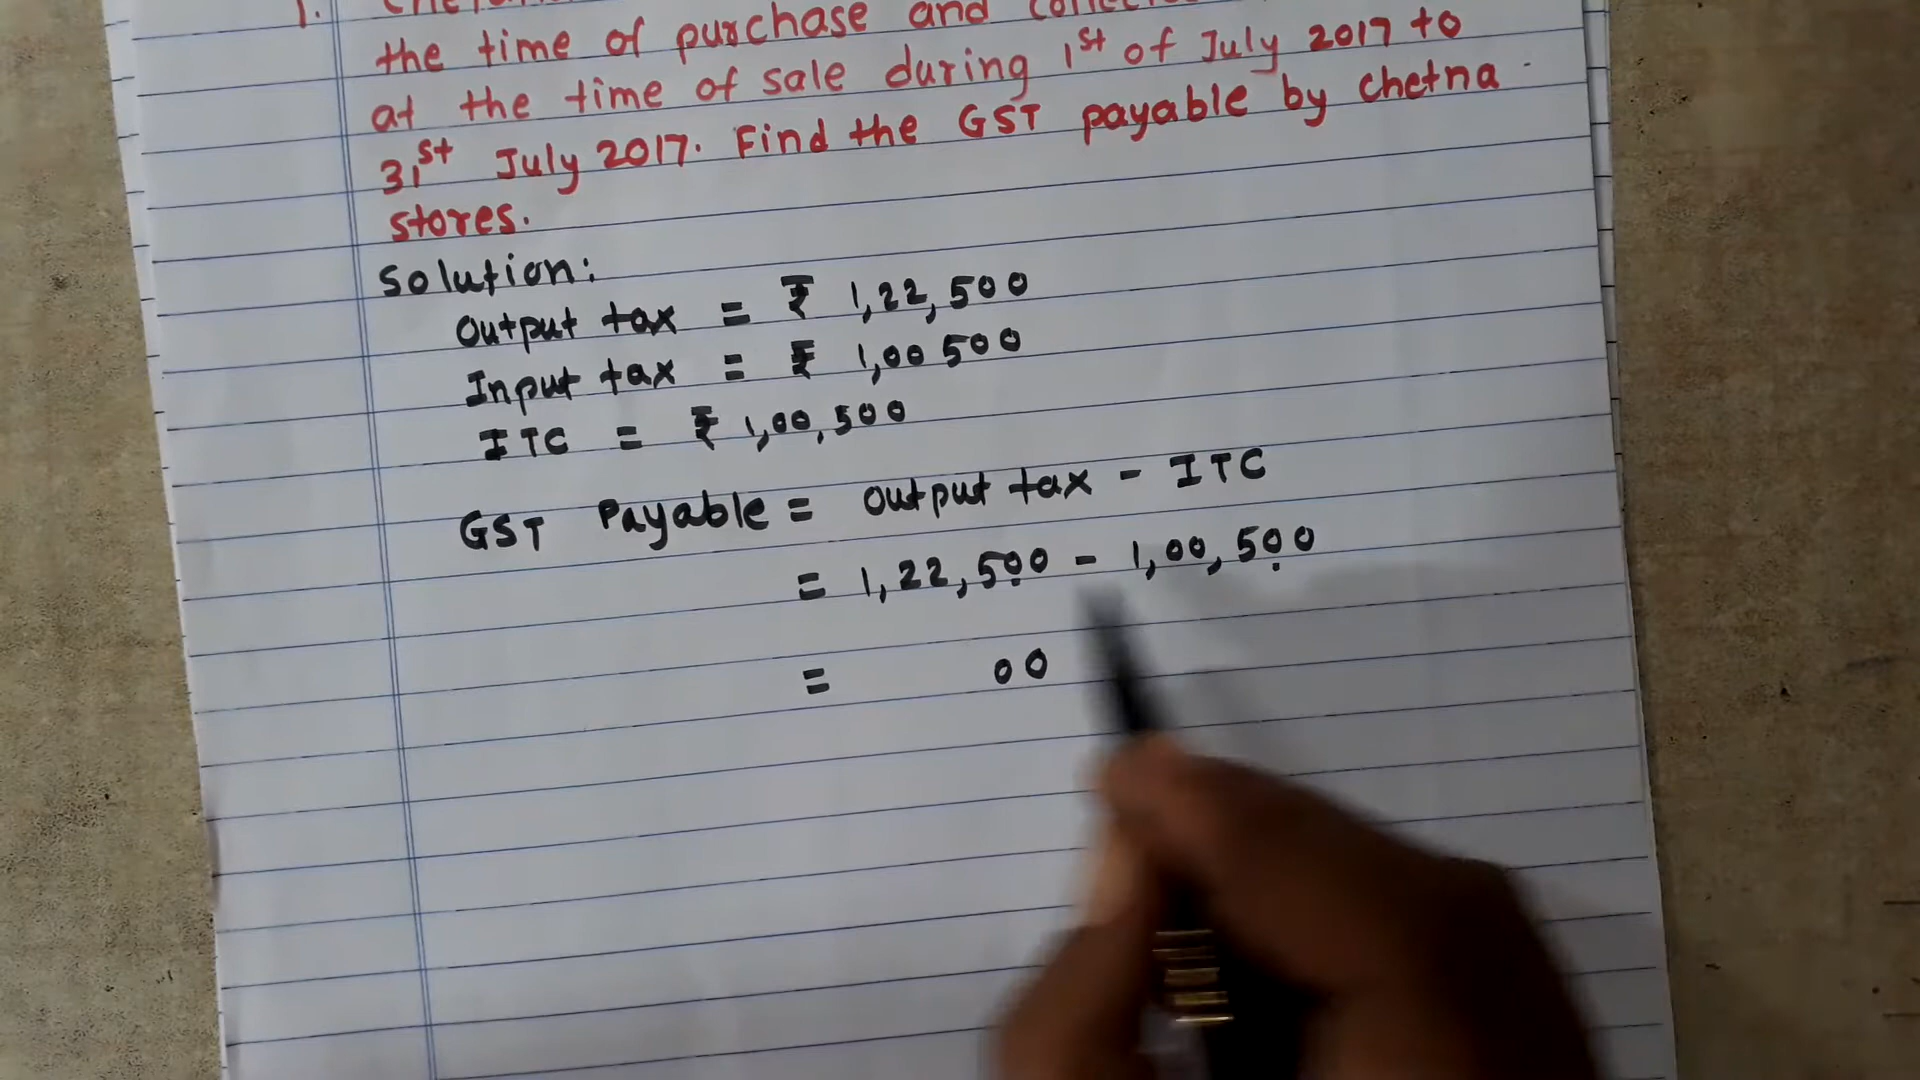 1.
the time of purchase and
at the time of sale during 1st of July 2017 to
31st July 2017. Find the GST payable by chetna
stores.
Solution:
Output tax = ₹ 1,22,500
Input tax = ₹ 1,00 500
ITC = ₹ 1,00,500
GST Payable = output tax - ITC
= 1,22,500 - 1,00,500
= 00